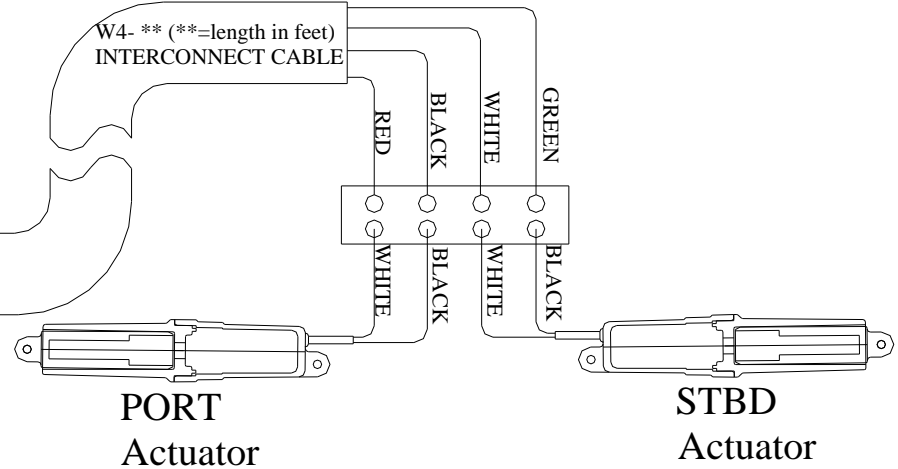 W4- ** (**=length in feet)
INTERCONNECT CABLE
RED
BLACK
WHITE
GREEN
WHITE
BLACK
WHITE
BLACK
PORT
Actuator
STBD
Actuator